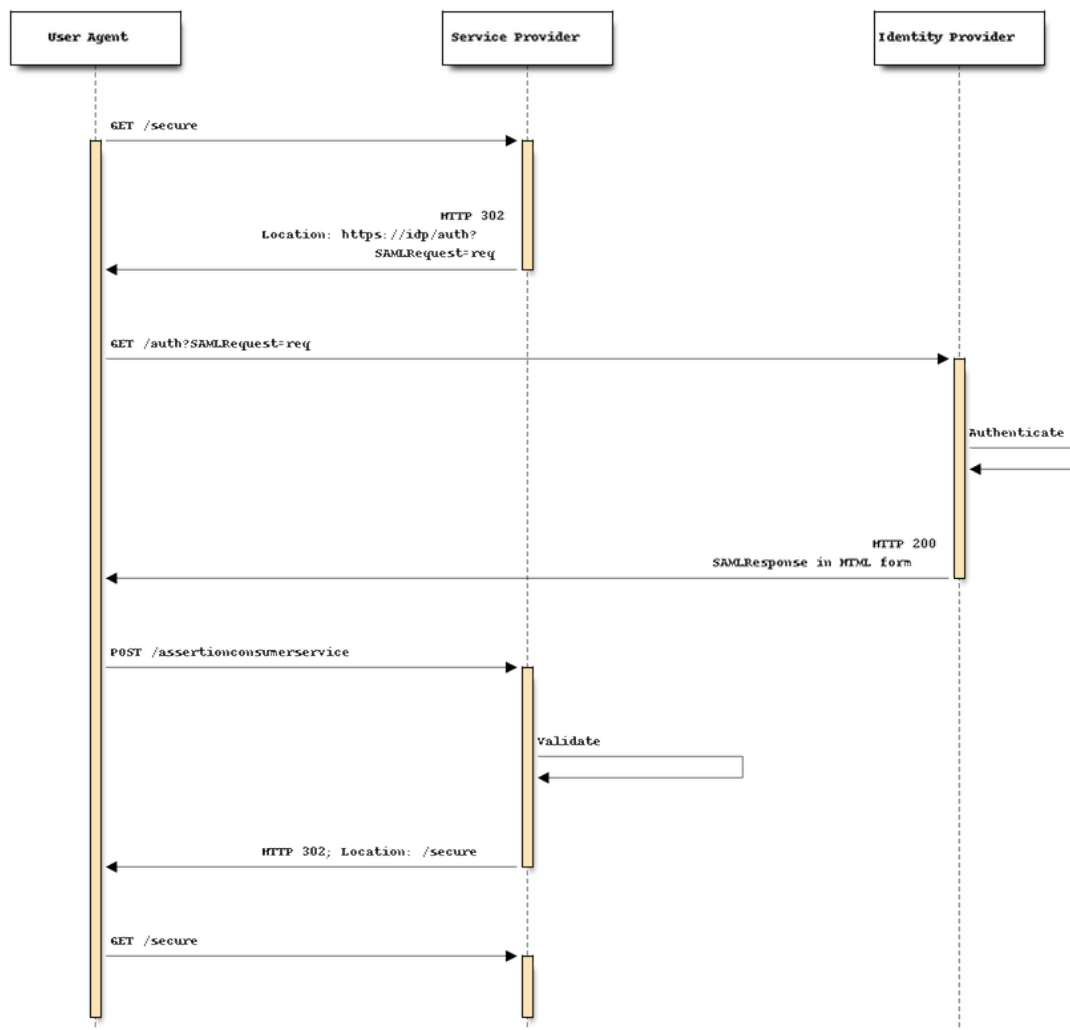 User Agent
Service Provider
Identity Provider
GET /secure
HTTP 302
Location: https://idp/auth?
SAMLRequest=req
GET /auth?SAMLRequest=req
Authenticate
HTTP 200
SAMLResponse in HTML form
POST /assertionconsumerservice
Validate
HTTP 302; Location: /secure
GET /secure